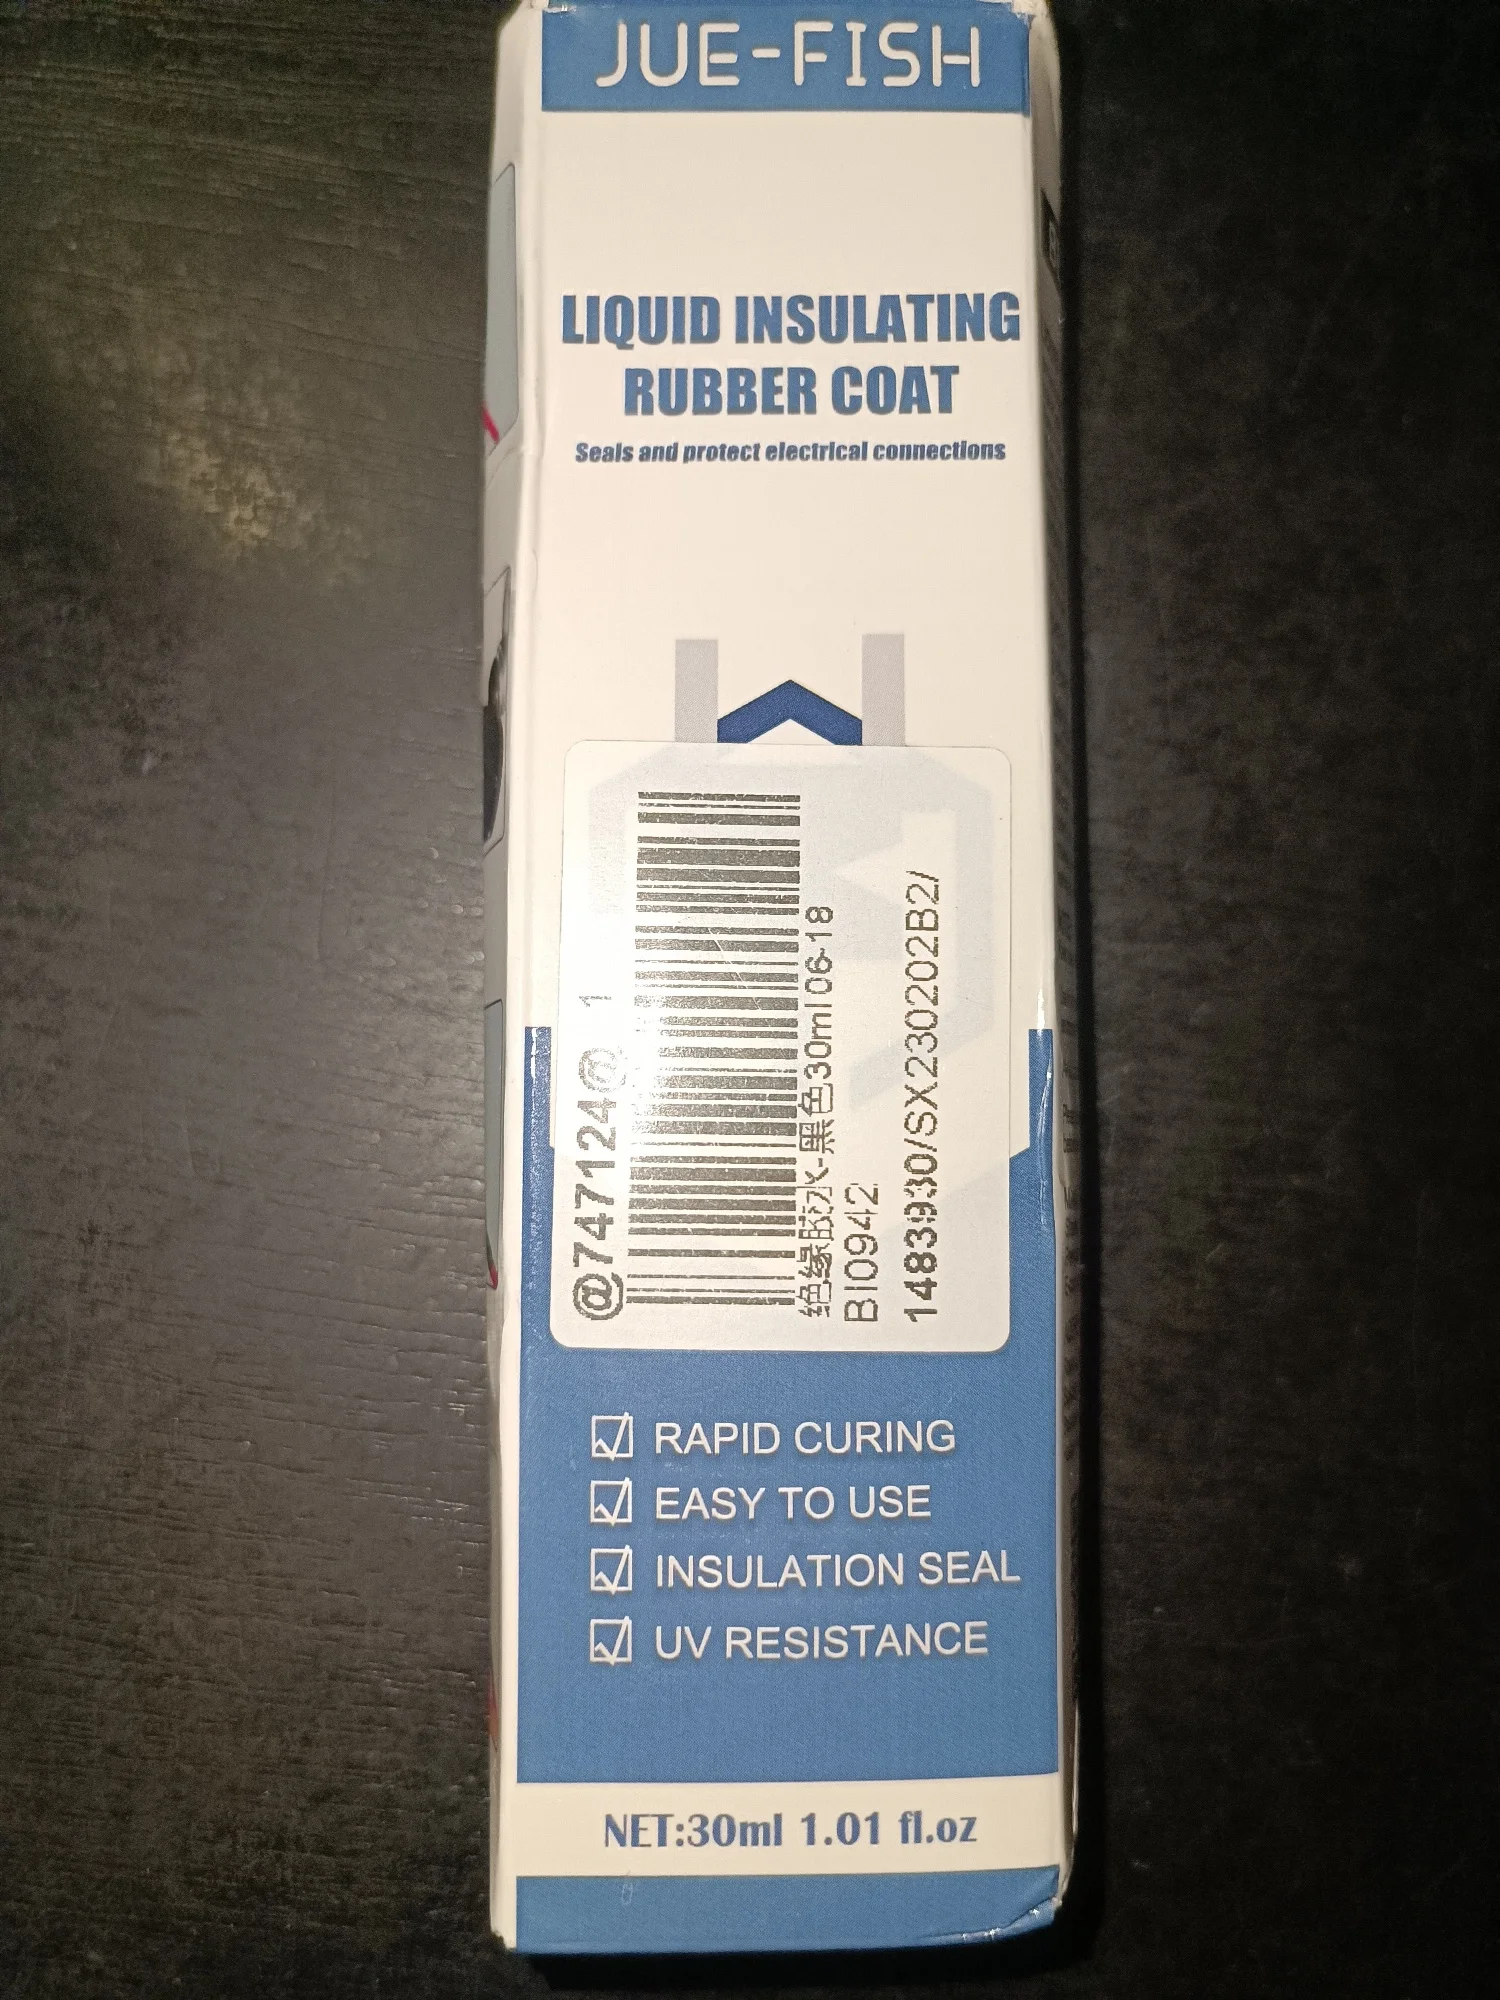 JUE-FISH
LIQUID INSULATING
RUBBER COAT
Seals and protect electrical connections
@747124@ 1
绝缘胶水-黑色30ml 06-18
BI0942
1483930/SX230202B2/
RAPID CURING
EASY TO USE
INSULATION SEAL
UV RESISTANCE
NET:30ml 1.01 fl.oz